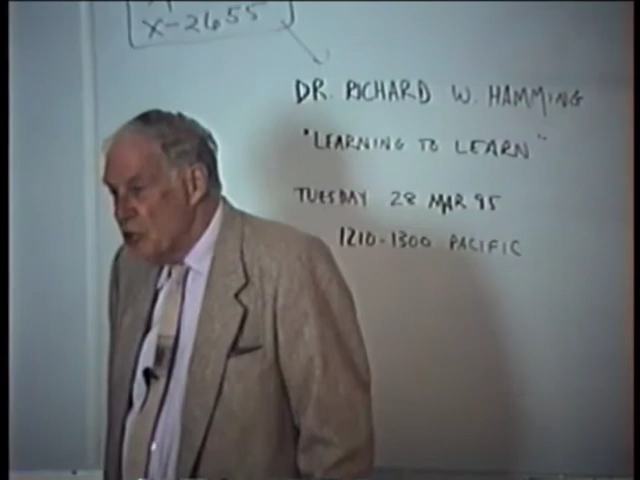 x-2655
DR. RICHARD W. HAMMING
"LEARNING TO LEARN"
TUESDAY 28 MAR 95
1210-1300 PACIFIC